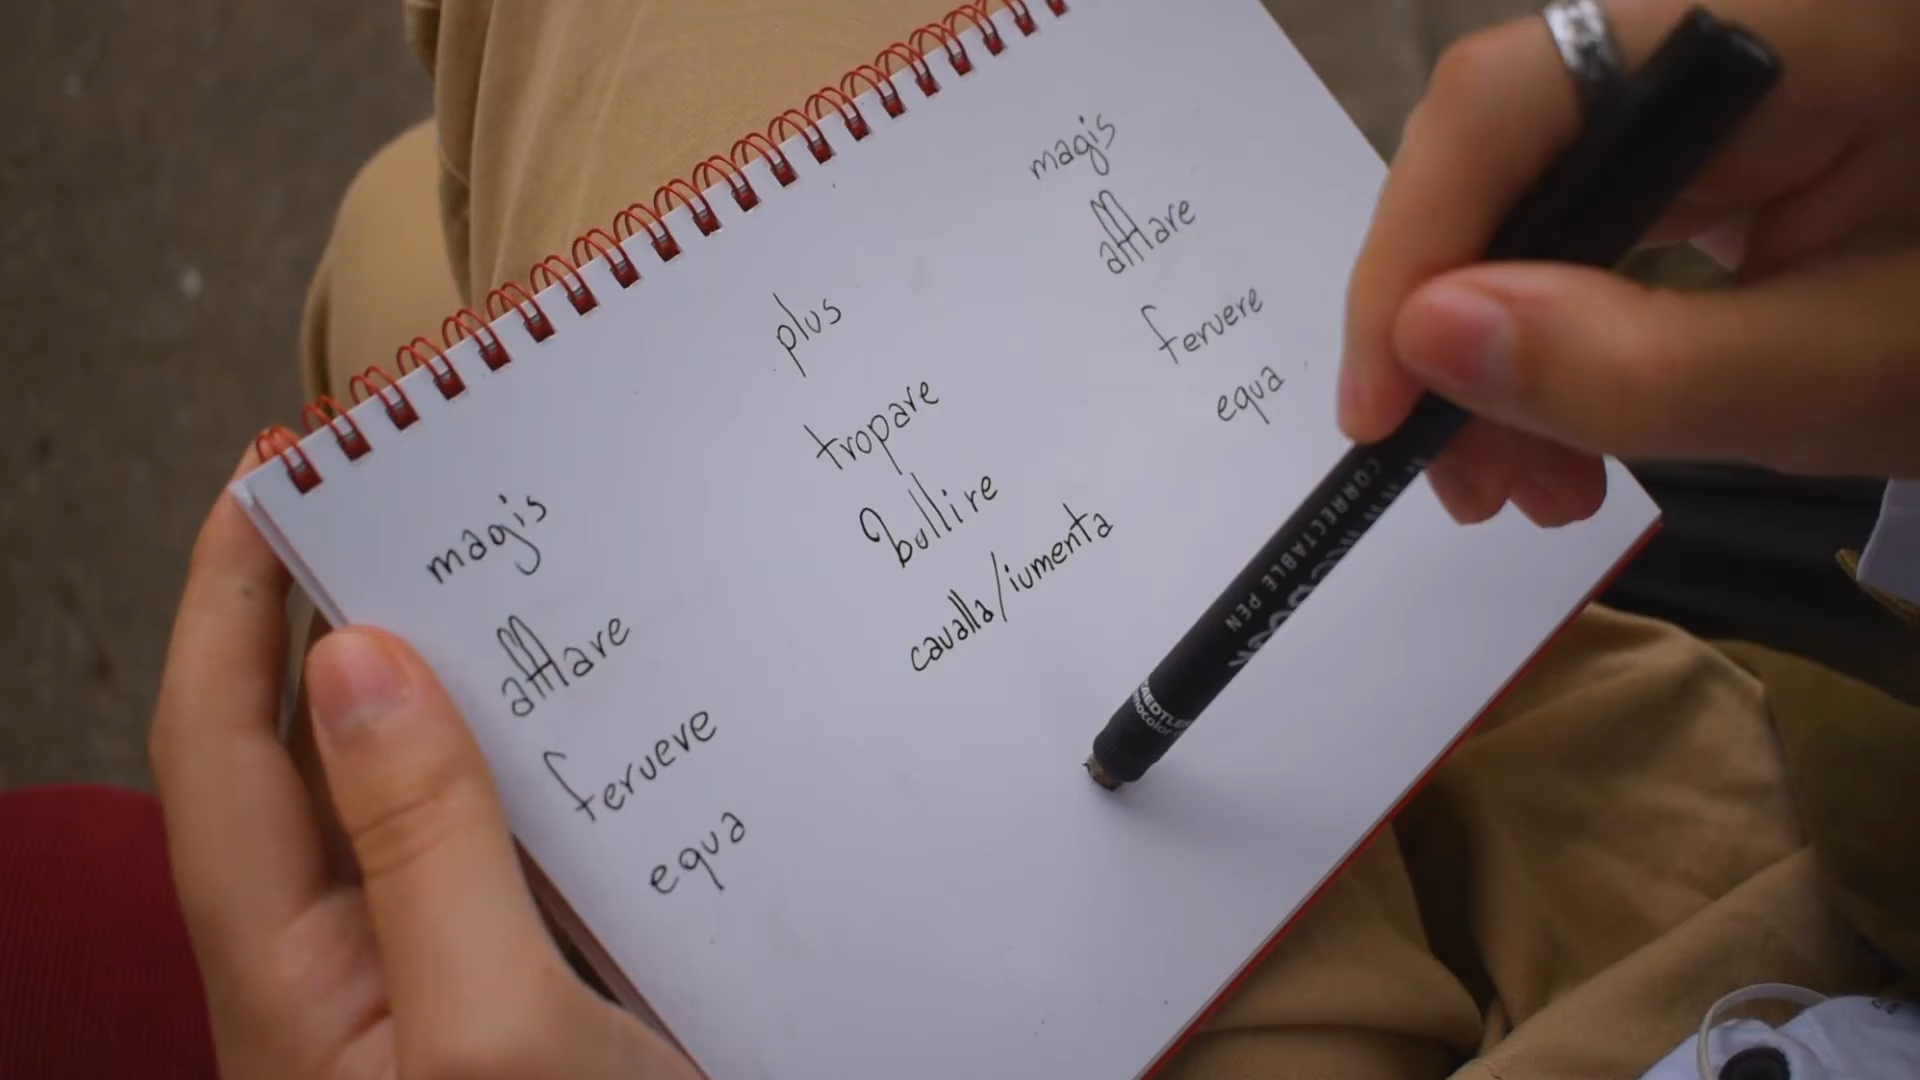 magis
afflare
fervere
equa
plus
tropare
bullire
cavalla/iumenta
magis
afflare
fervere
equa
CORRECTABLE PEN